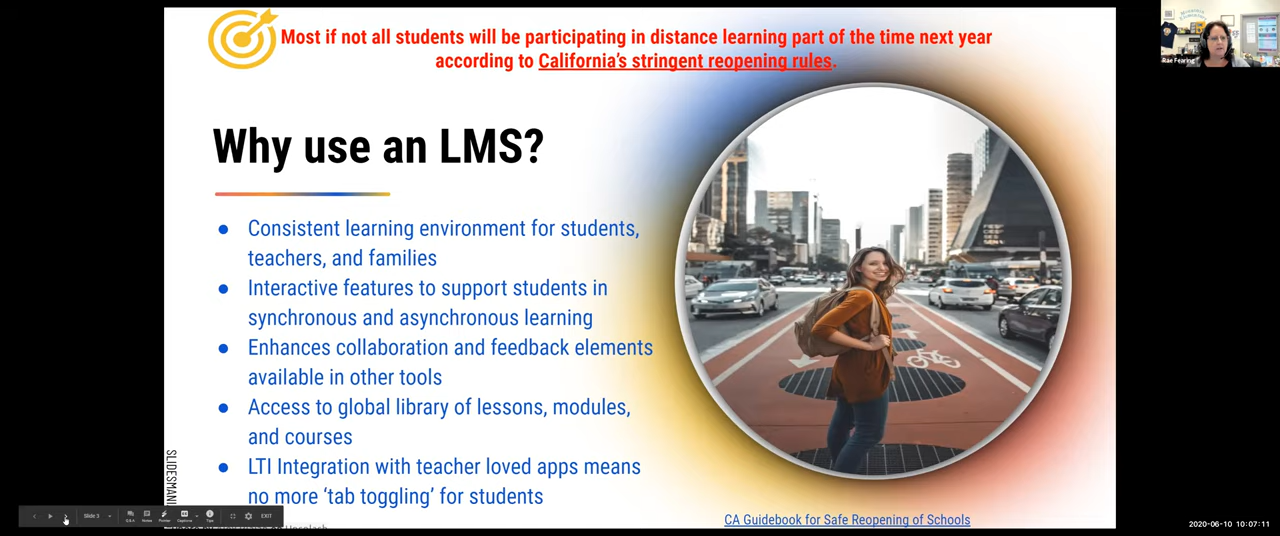 Most if not all students will be participating in distance learning part of the time next year
according to California's stringent reopening rules.
Rae Fearing
Why use an LMS?
● Consistent learning environment for students,
teachers, and families
● Interactive features to support students in
synchronous and asynchronous learning
● Enhances collaboration and feedback elements
available in other tools
● Access to global library of lessons, modules,
and courses
● LTI Integration with teacher loved apps means
no more 'tab toggling' for students
SLIDESMANI
Slide 3
Q&A Notes Pointer Captions Tips EXIT
CA Guidebook for Safe Reopening of Schools
2020-06-10 10:07:11